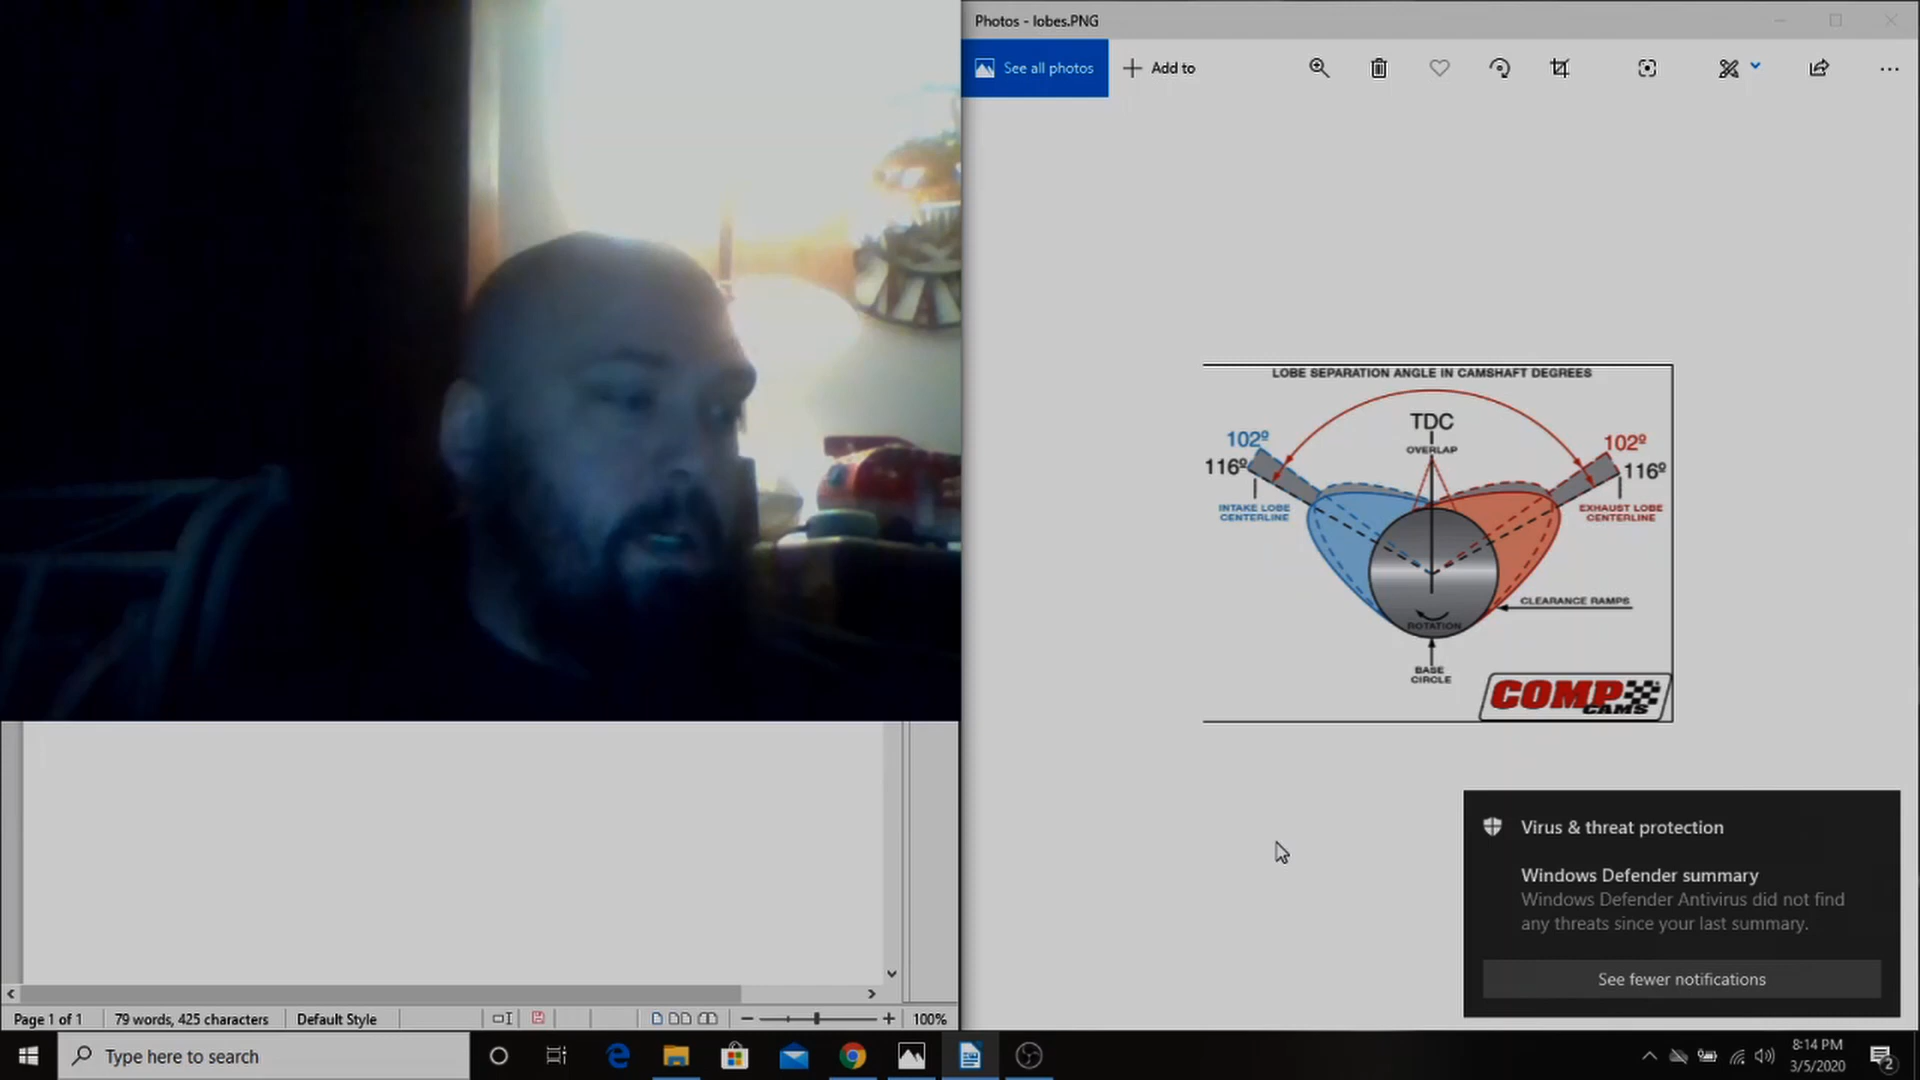 Photos - lobes.PNG
See all photos
Add to
LOBE SEPARATION ANGLE IN CAMSHAFT DEGREES
TDC
OVERLAP
102º
116º
102º
116º
INTAKE LOBE
CENTERLINE
EXHAUST LOBE
CENTERLINE
CLEARANCE RAMPS
ROTATION
BASE
CIRCLE
COMP
CAMS
Virus & threat protection
Windows Defender summary
Windows Defender Antivirus did not find
any threats since your last summary.
See fewer notifications
Page 1 of 1
79 words, 425 characters
Default Style
100%
Type here to search
8:14 PM
3/5/2020
2